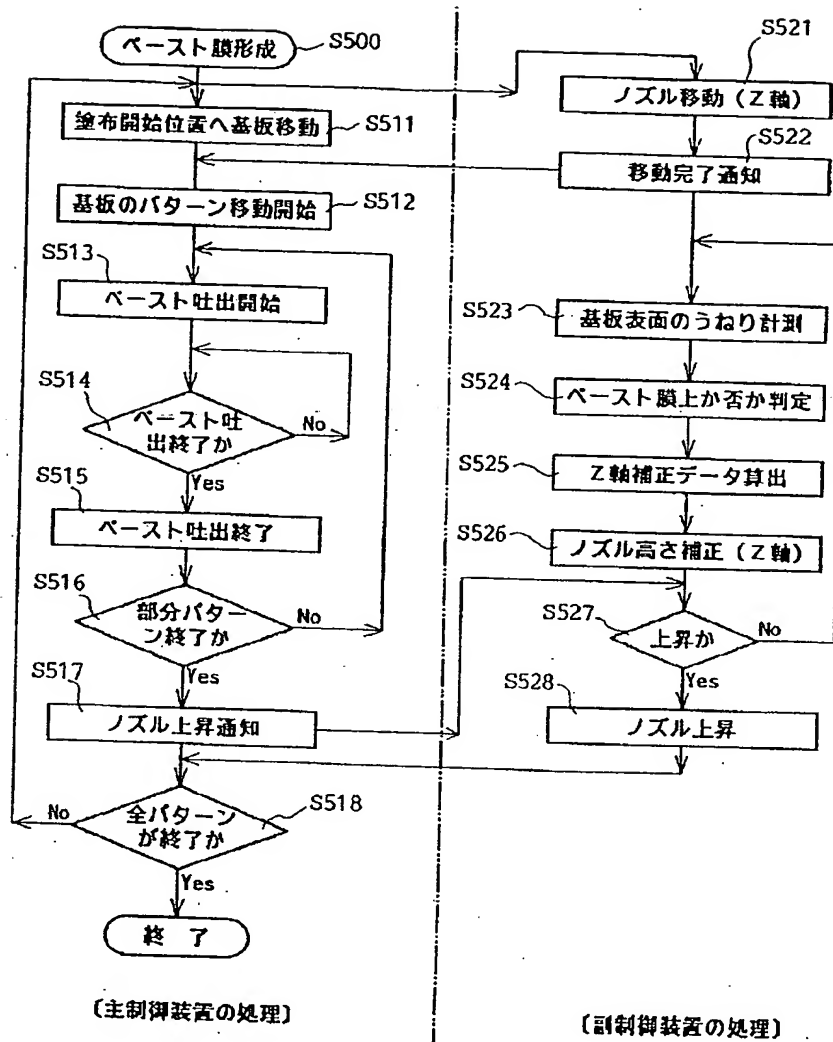 ペースト膜形成
S500
塗布開始位置へ基板移動
S511
基板のパターン移動開始
S512
S513
ペースト吐出開始
S514
ペースト吐
出終了か
No
Yes
S515
ペースト吐出終了
S516
部分パター
ン終了か
No
Yes
S517
ノズル上昇通知
全パターン
が終了か
S518
No
Yes
終 了
〔主制御装置の処理〕
S521
ノズル移動(Z軸)
S522
移動完了通知
S523
基板表面のうねり計測
S524
ペースト膜上か否か判定
S525
Z軸補正データ算出
S526
ノズル高さ補正(Z軸)
S527
上昇か
No
Yes
S528
ノズル上昇
〔副制御装置の処理〕